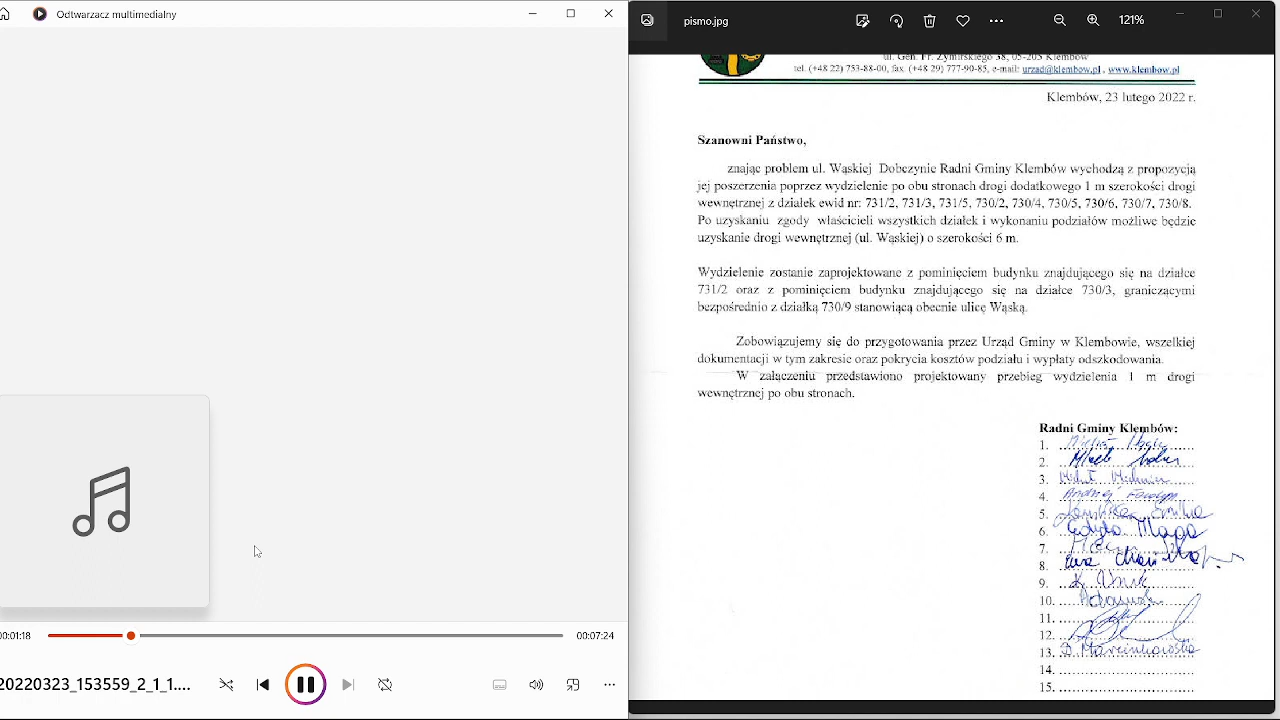 Odtwarzacz multimedialny
pismo.jpg
121%
ul. Gen. Fr. Żymirskiego 38, 05-205 Klembów
tel. (+48 22) 753-88-00, fax. (+48 29) 777-90-85, e-mail: urzad@klembow.pl , www.klembow.pl
Klembów, 23 lutego 2022 r.
Szanowni Państwo,
znając problem ul. Wąskiej Dobczynie Radni Gminy Klembów wychodzą z propozycją
jej poszerzenia poprzez wydzielenie po obu stronach drogi dodatkowego 1 m szerokości drogi
wewnętrznej z działek ewid nr: 731/2, 731/3, 731/5, 730/2, 730/4, 730/5, 730/6, 730/7, 730/8.
Po uzyskaniu zgody właścicieli wszystkich działek i wykonaniu podziałów możliwe będzie
uzyskanie drogi wewnętrznej (ul. Wąskiej) o szerokości 6 m.
Wydzielenie zostanie zaprojektowane z pominięciem budynku znajdującego się na działce
731/2 oraz z pominięciem budynku znajdującego się na działce 730/3, graniczącymi
bezpośrednio z działką 730/9 stanowiącą obecnie ulicę Wąską.
Zobowiązujemy się do przygotowania przez Urząd Gminy w Klembowie, wszelkiej
dokumentacji w tym zakresie oraz pokrycia kosztów podziału i wypłaty odszkodowania.
W załączeniu przedstawiono projektowany przebieg wydzielenia 1 m drogi
wewnętrznej po obu stronach.
Radni Gminy Klembów:
1.
2.
3.
4.
5.
6.
7.
8.
9.
10.
11.
12.
13.
14.
15.
00:01:18
00:07:24
20220323_153559_2_1_1....